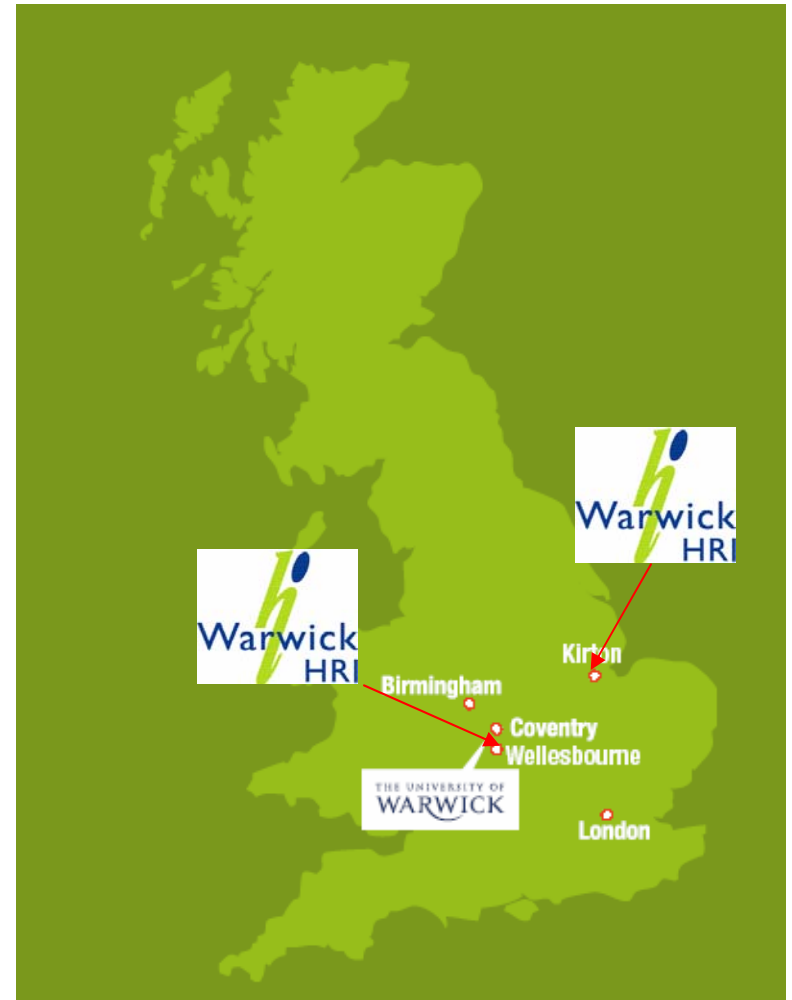 Warwick
HRI
Warwick
HRI
Kirton
Birmingham
Coventry
Wellesbourne
THE UNIVERSITY OF
WARWICK
London